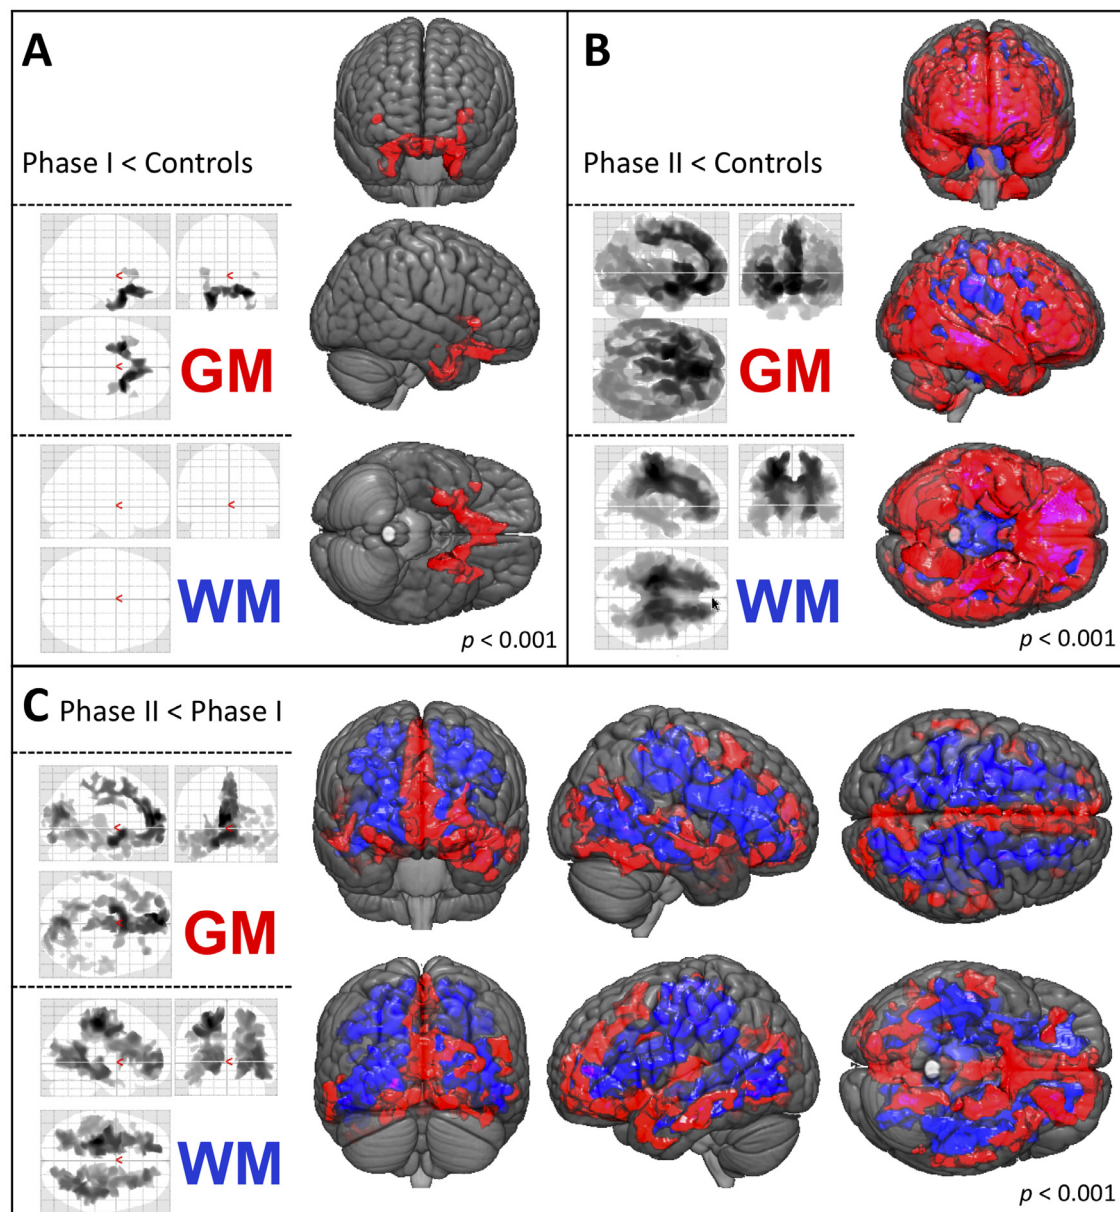 A
Phase I < Controls
GM
WM
p < 0.001
B
Phase II < Controls
GM
WM
p < 0.001
C Phase II < Phase I
GM
WM
p < 0.001